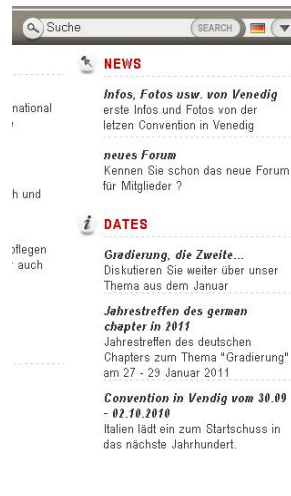 Suche SEARCH
NEWS
Infos, Fotos usw. von Venedig
erste Infos und Fotos von der
letzen Convention in Venedig
neues Forum
Kennen Sie schon das neue Forum
für Mitglieder ?
DATES
Gradierung, die Zweite...
Diskutieren Sie weiter über unser
Thema aus dem Januar
Jahrestreffen des german
chapter in 2011
Jahrestreffen des deutschen
Chapters zum Thema "Gradierung"
am 27 - 29 Januar 2011
Convention in Vendig vom 30.09
- 02.10.2010
Italien lädt ein zum Startschuss in
das nächste Jahrhundert.
national
h und
pflegen
auch